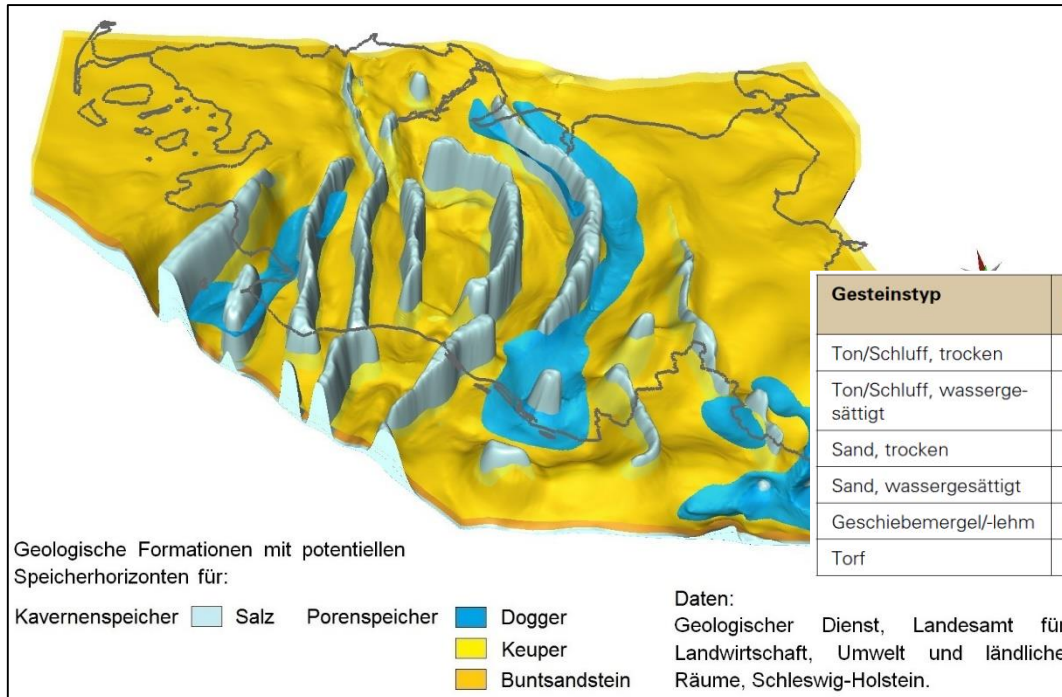 Gesteinstyp
Ton/Schluff, trocken
Ton/Schluff, wasserge-
sättigt
Sand, trocken
Sand, wassergesättigt
Geschiebemergel/-lehm
Torf
Geologische Formationen mit potentiellen
Speicherhorizonten für:
Kavernenspeicher Salz Porenspeicher Dogger
Keuper
Buntsandstein
Daten:
Geologischer Dienst, Landesamt für
Landwirtschaft, Umwelt und ländliche
Räume, Schleswig-Holstein.